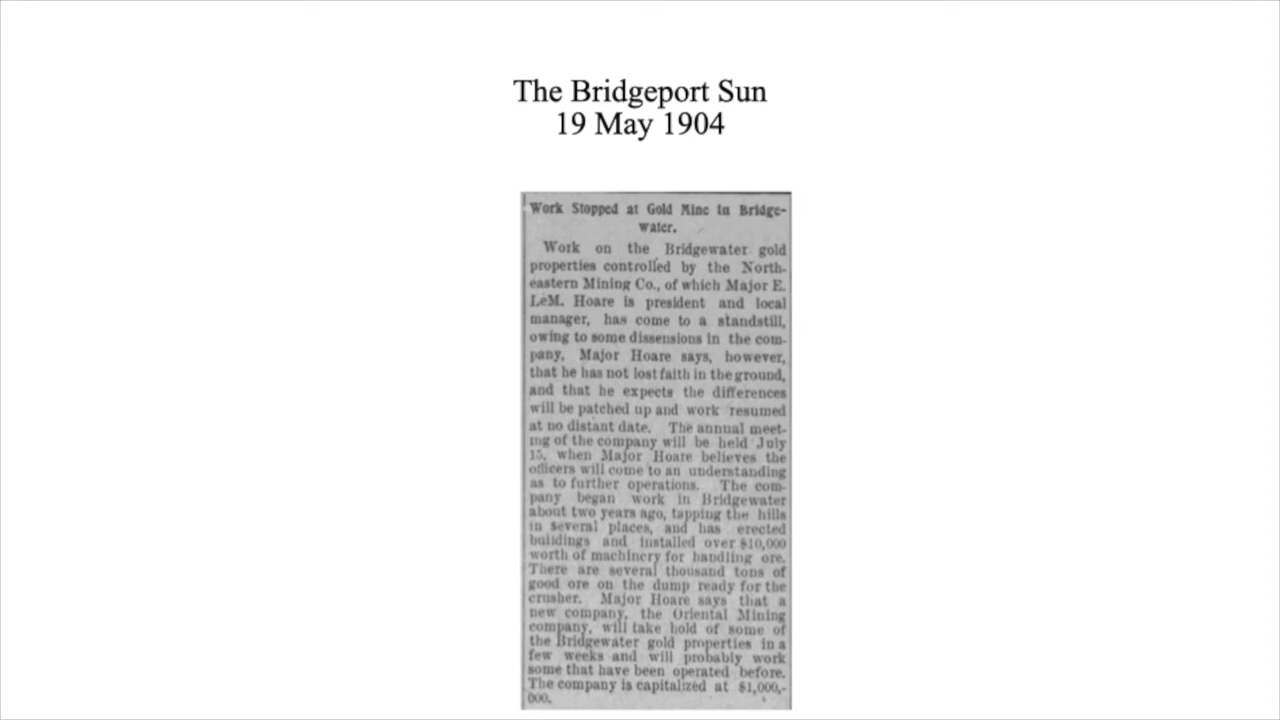 The Bridgeport Sun
19 May 1904
Work Stopped at Gold Mine in Bridge-
water.
Work on the Bridgewater gold
properties controlled by the North-
eastern Mining Co., of which Major E.
LeM. Hoare is president and local
manager, has come to a standstill,
owing to some dissensions in the com-
pany, Major Hoare says, however,
that he has not lost faith in the ground,
and that he expects the differences
will be patched up and work resumed
at no distant date. The annual meet-
ing of the company will be held July
15, when Major Hoare believes the
officers will come to an understanding
as to further operations. The com-
pany began work in Bridgewater
about two years ago, tapping the hills
in several places, and has erected
buildings and installed over $10,000
worth of machinery for handling ore.
There are several thousand tons of
good ore on the dump ready for the
crusher. Major Hoare says that a
new company, the Oriental Mining
company, will take hold of some of
the Bridgewater gold properties in a
few weeks and will probably work
some that have been operated before.
The company is capitalized at $1,000,-
000.